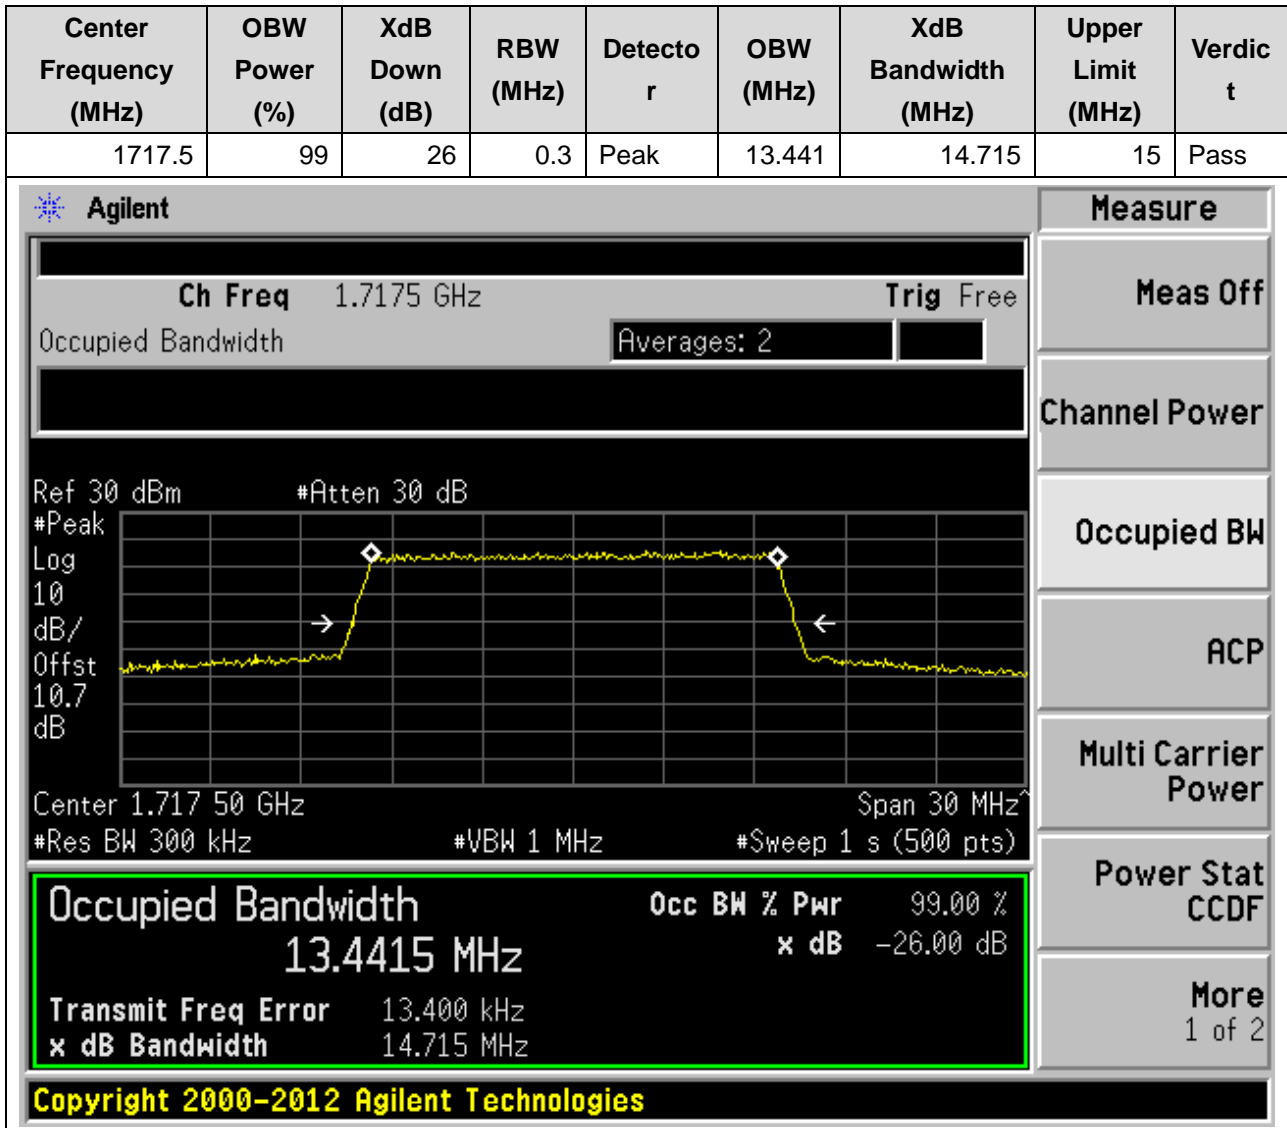 Center Frequency (MHz) OBW Power (%) XdB Down (dB) RBW (MHz) Detecto r OBW (MHz) XdB Bandwidth (MHz) Upper Limit (MHz) Verdic t
1717.5 99 26 0.3 Peak 13.441 14.715 15 Pass
Agilent
Measure
Ch Freq 1.7175 GHz Trig Free
Occupied Bandwidth Averages: 2
Ref 30 dBm #Atten 30 dB
#Peak
Log
10
dB/
Offst
10.7
dB
Center 1.717 50 GHz Span 30 MHz^
#Res BW 300 kHz #VBW 1 MHz #Sweep 1 s (500 pts)
Occupied Bandwidth Occ BW % Pwr 99.00 %
13.4415 MHz x dB -26.00 dB
Transmit Freq Error 13.400 kHz
x dB Bandwidth 14.715 MHz
Meas Off
Channel Power
Occupied BW
ACP
Multi Carrier
Power
Power Stat
CCDF
More
1 of 2
Copyright 2000-2012 Agilent Technologies